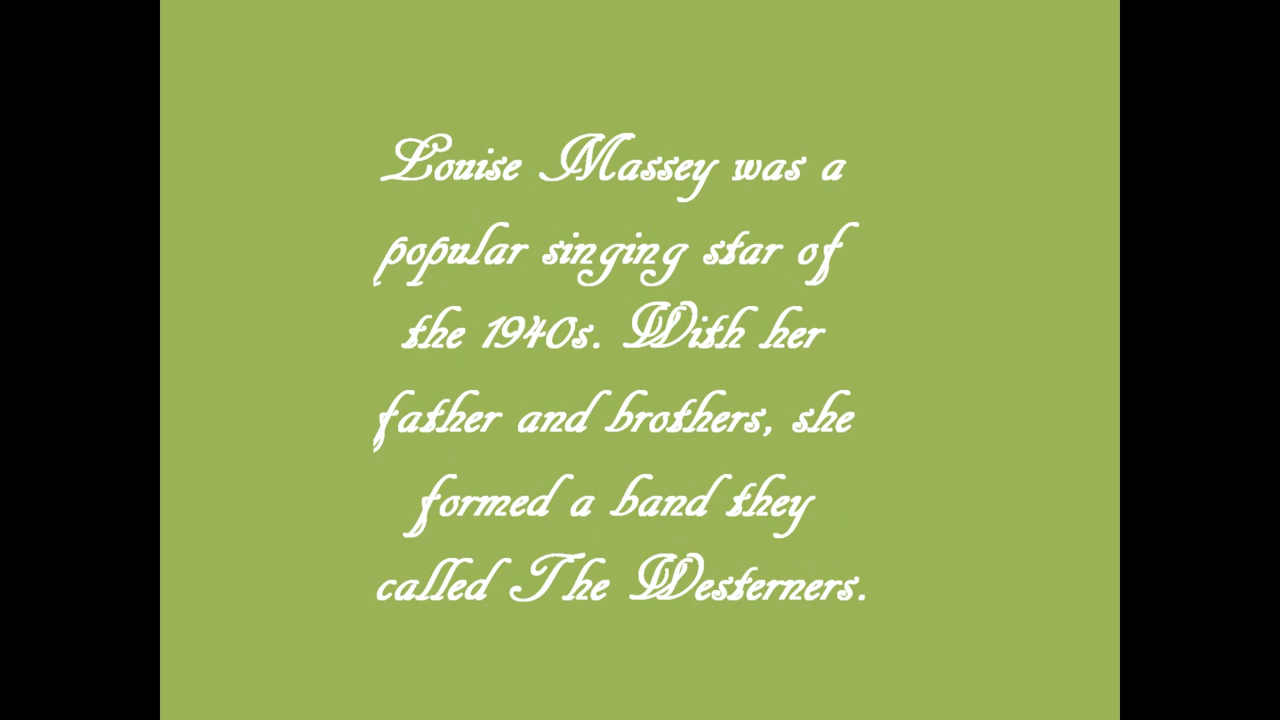 Louise Massey was a
popular singing star of
the 1940s. With her
father and brothers, she
formed a band they
called The Westerners.